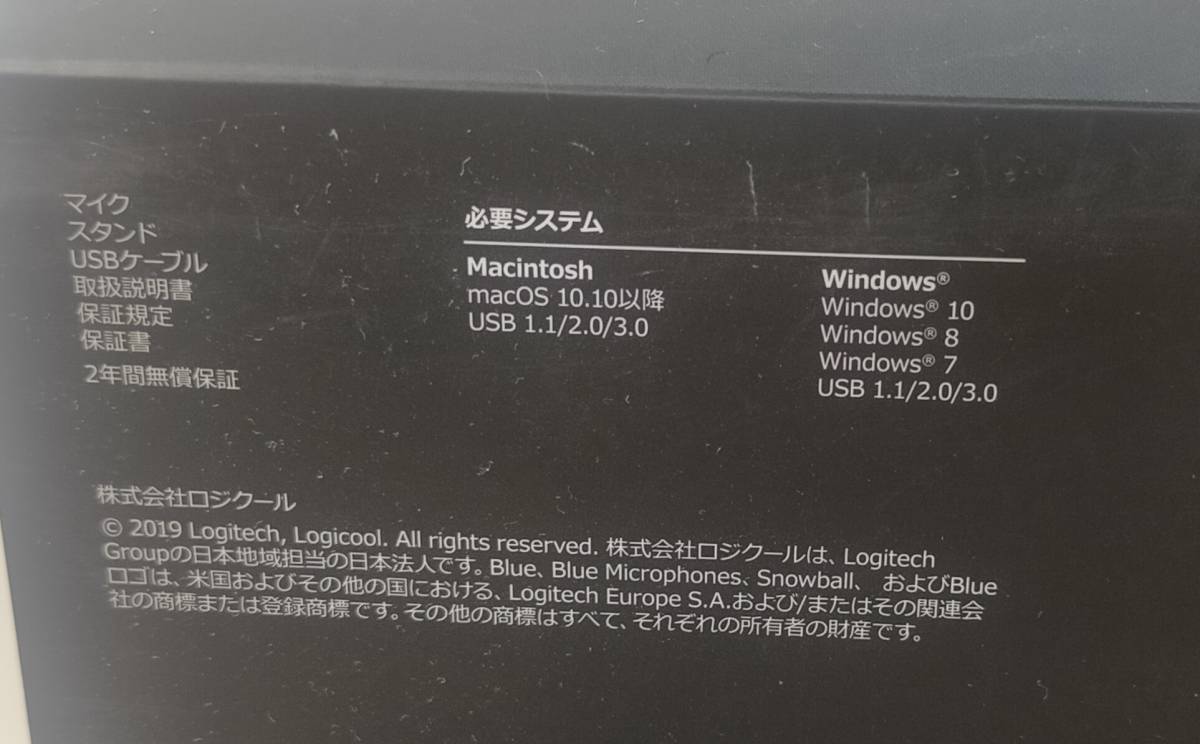 マイク
スタンド
USBケーブル
取扱説明書
保証規定
保証書
2年間無償保証
必要システム
Macintosh
macOS 10.10以降
USB 1.1/2.0/3.0
Windows®
Windows® 10
Windows® 8
Windows® 7
USB 1.1/2.0/3.0
株式会社ロジクール
© 2019 Logitech, Logicool. All rights reserved. 株式会社ロジクールは、Logitech
Groupの日本地域担当の日本法人です。Blue、Blue Microphones、Snowball、 およびBlue
ロゴは、米国およびその他の国における、Logitech Europe S.A.および/またはその関連会
社の商標または登録商標です。その他の商標はすべて、それぞれの所有者の財産です。